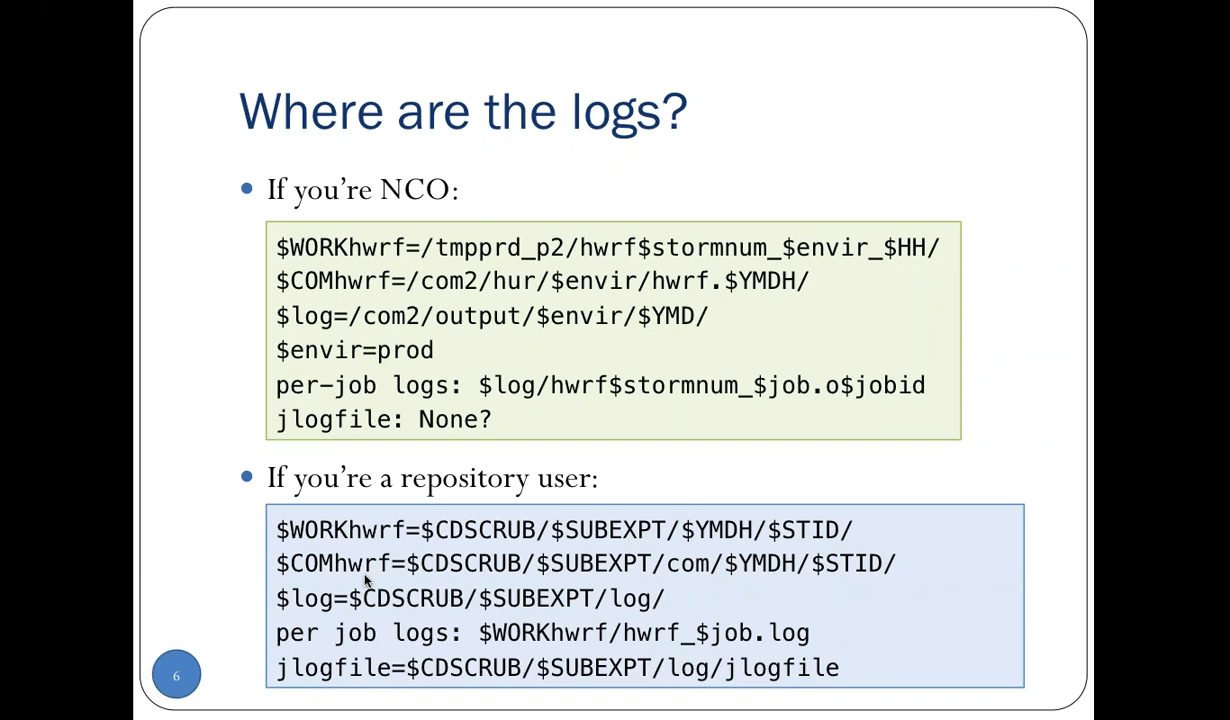 Where are the logs?
• If you’re NCO:
$WORKhwrf=/tmpprd_p2/hwrf$stormnum_$envir_$HH/
$COMhwrf=/com2/hur/$envir/hwrf.$YMDH/
$log=/com2/output/$envir/$YMD/
$envir=prod
per-job logs: $log/hwrf$stormnum_$job.o$jobid
jlogfile: None?
• If you’re a repository user:
$WORKhwrf=$CDSCRUB/$SUBEXPT/$YMDH/$STID/
$COMhwrf=$CDSCRUB/$SUBEXPT/com/$YMDH/$STID/
$log=$CDSCRUB/$SUBEXPT/log/
per job logs: $WORKhwrf/hwrf_$job.log
jlogfile=$CDSCRUB/$SUBEXPT/log/jlogfile
6